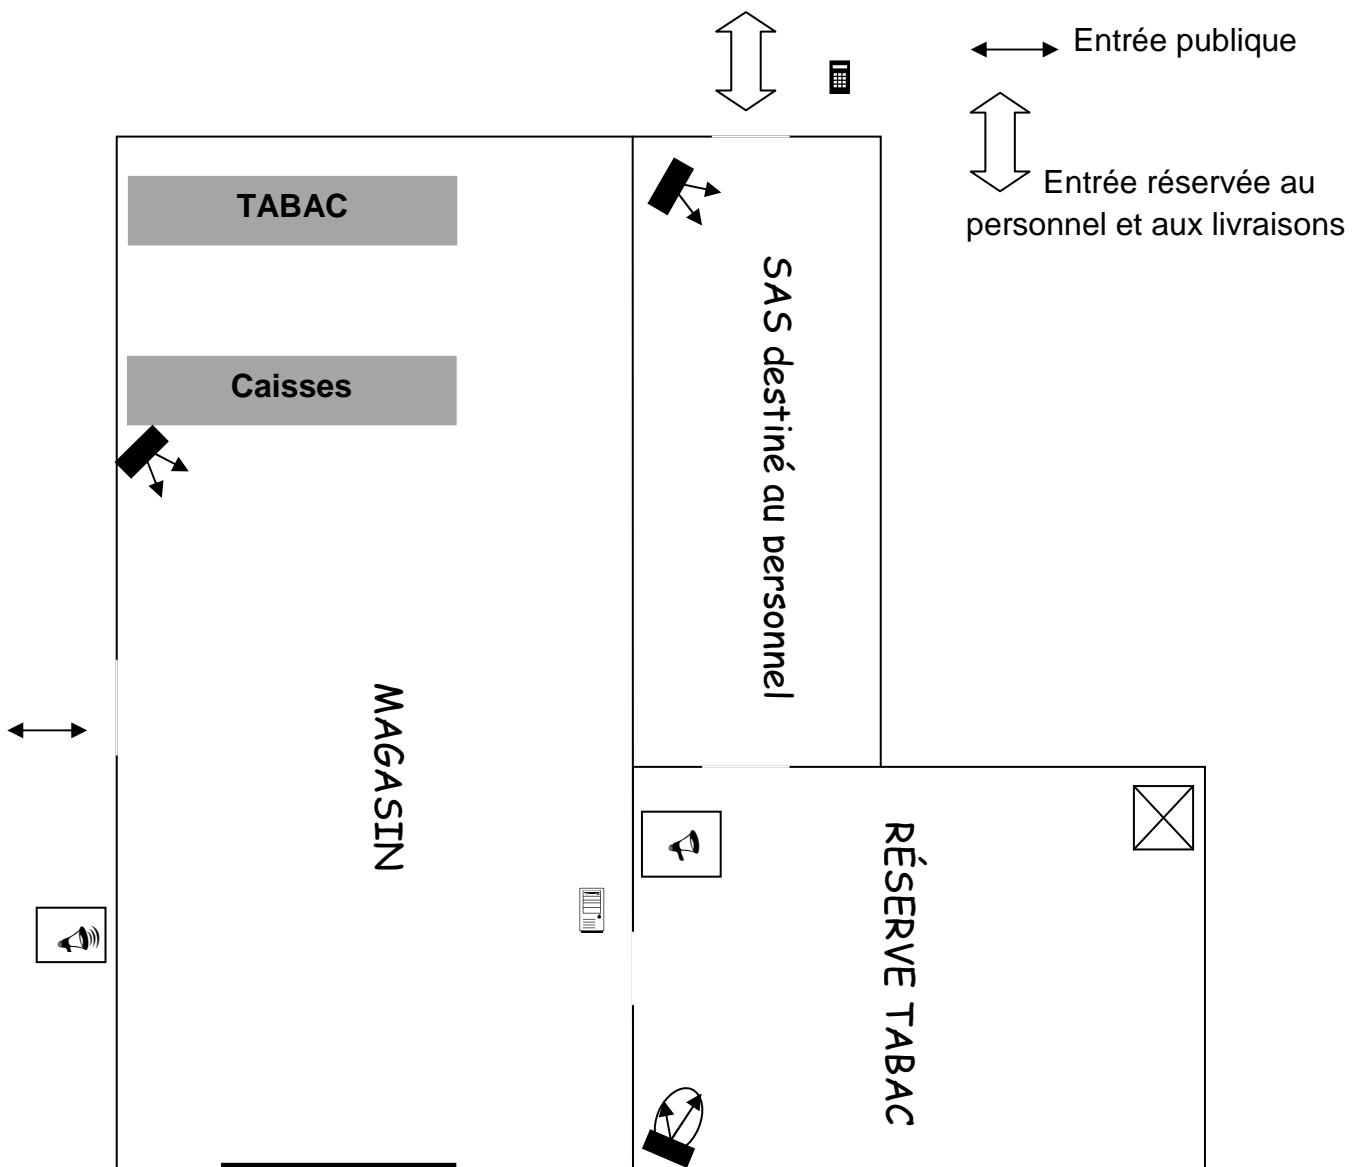 Entrée publique
Entrée réservée au
personnel et aux livraisons
TABAC
Caisses
SAS destiné au personnel
MAGASIN
RÉSERVE TABAC